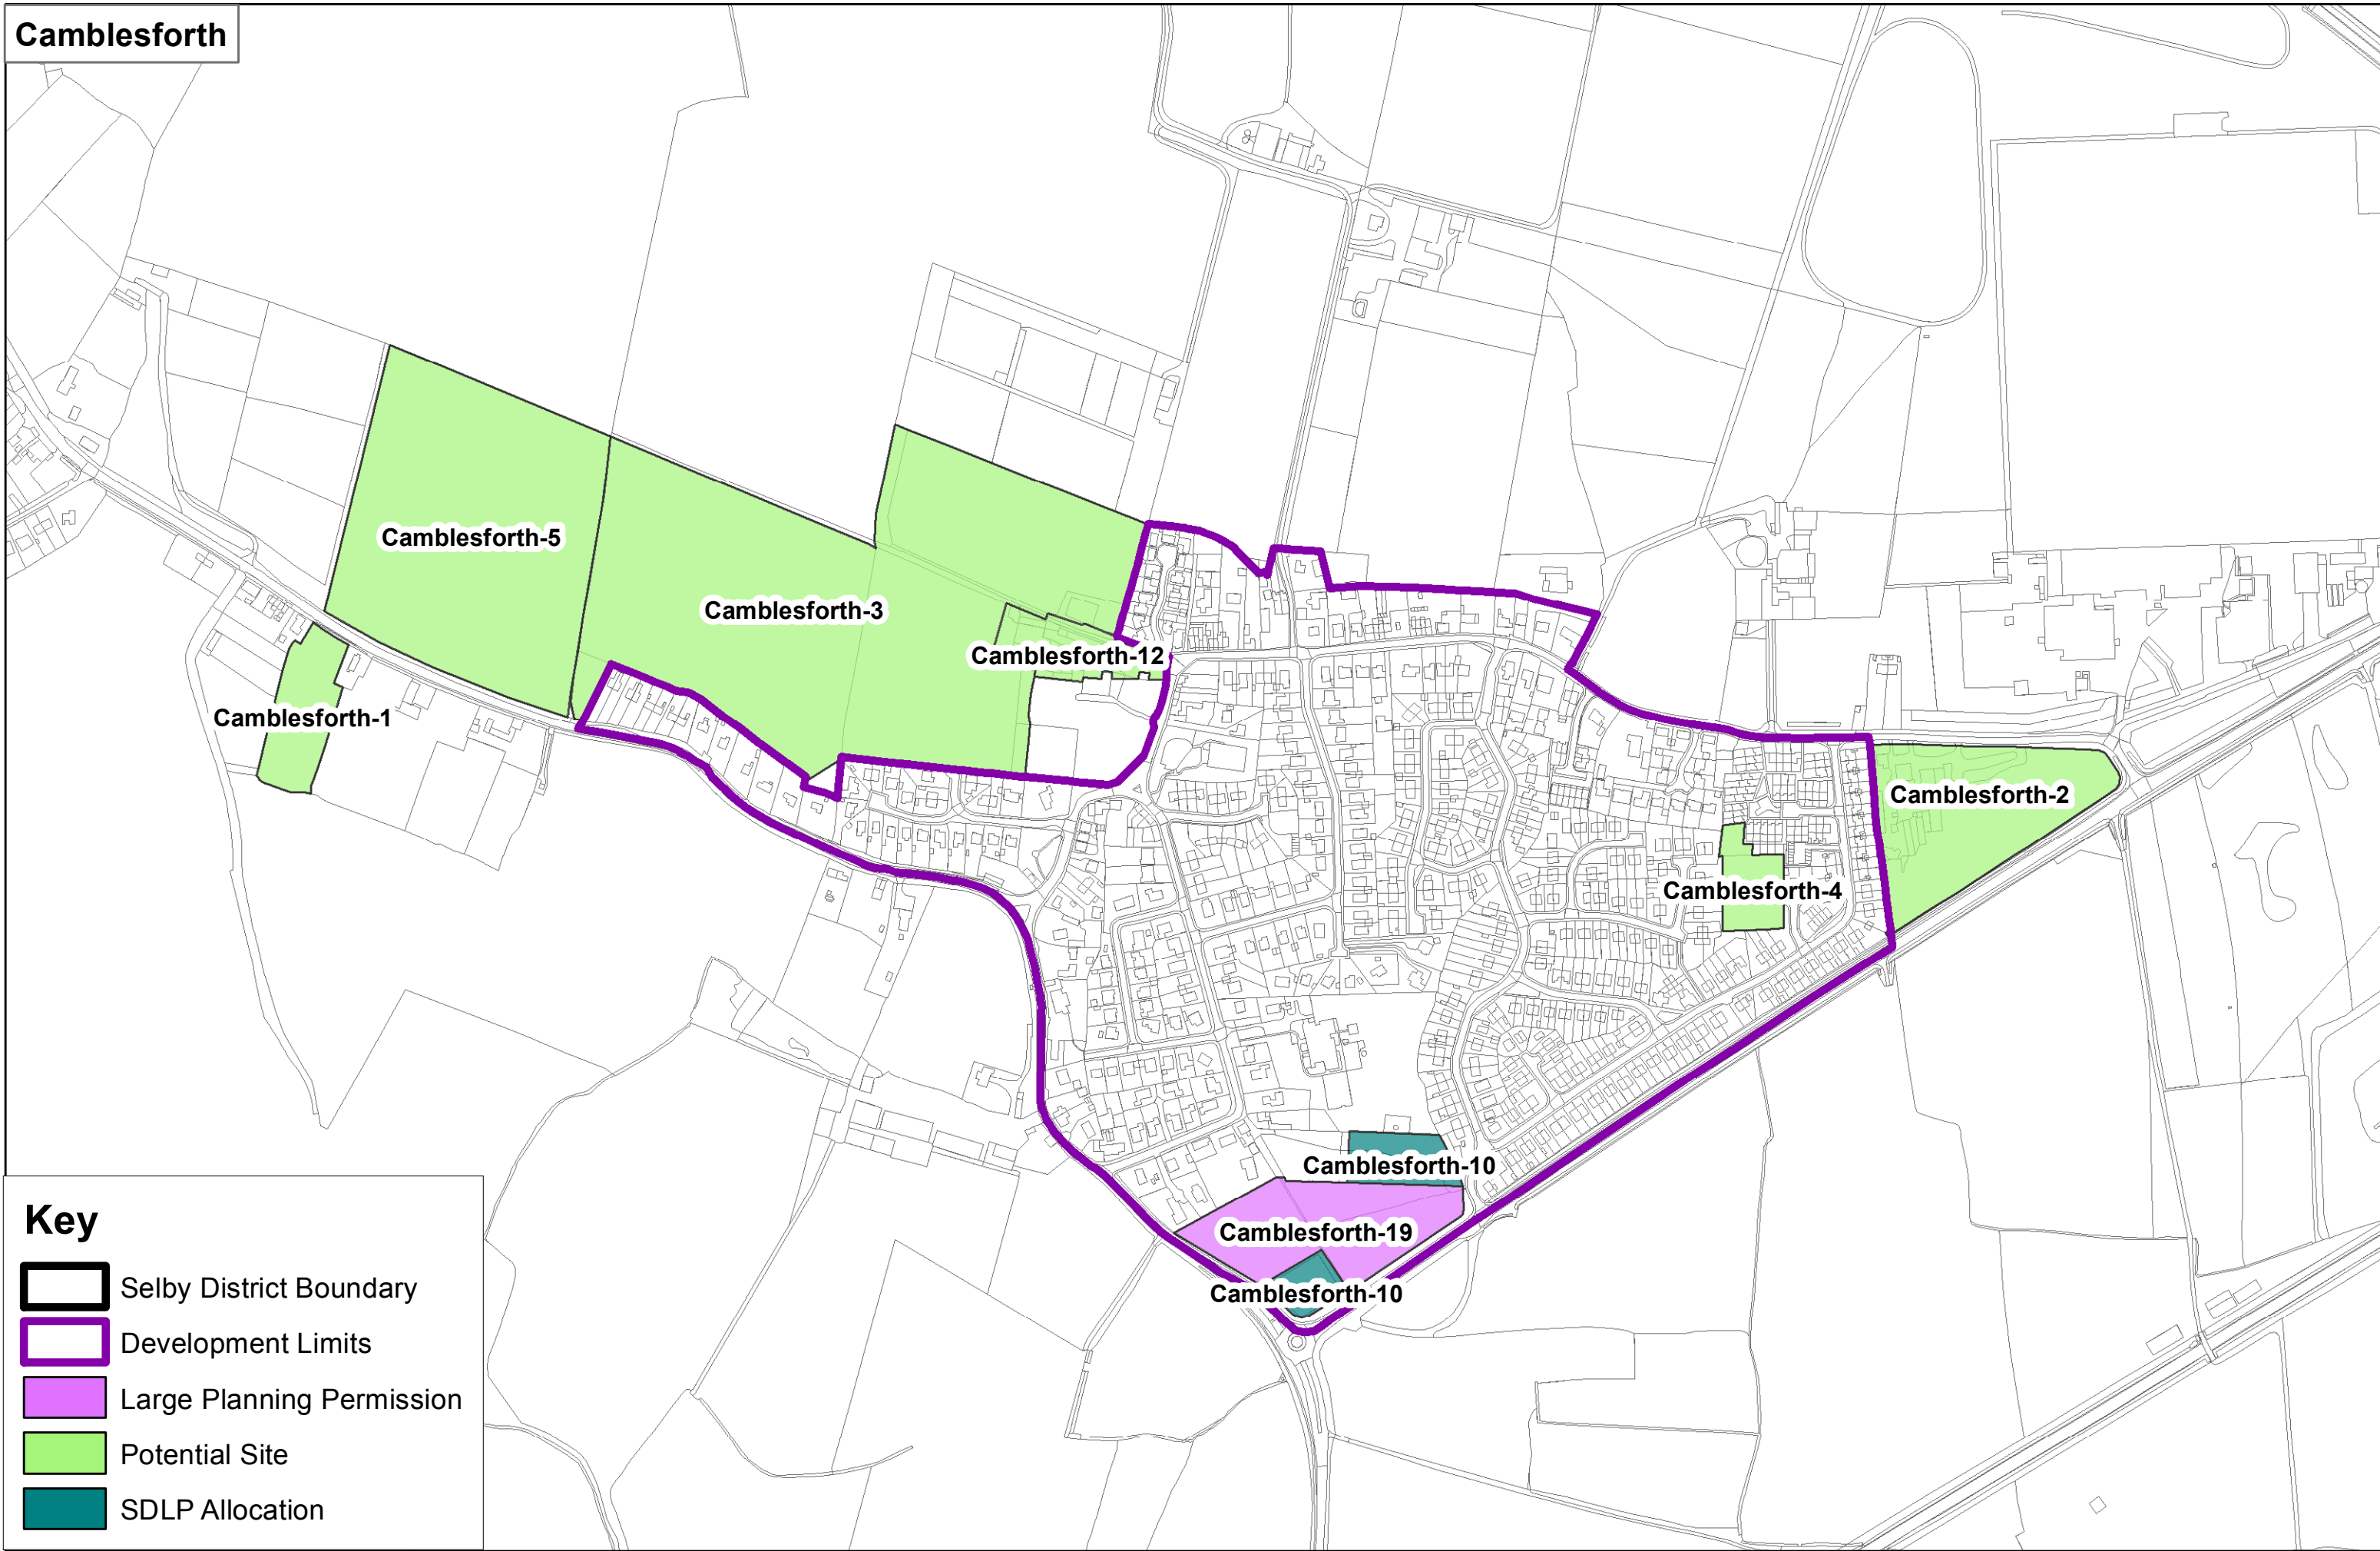 Camblesforth
Camblesforth-5
Camblesforth-3
Camblesforth-12
Camblesforth-1
Camblesforth-2
Camblesforth-4
Camblesforth-10
Camblesforth-19
Camblesforth-10
Key
Selby District Boundary
Development Limits
Large Planning Permission
Potential Site
SDLP Allocation